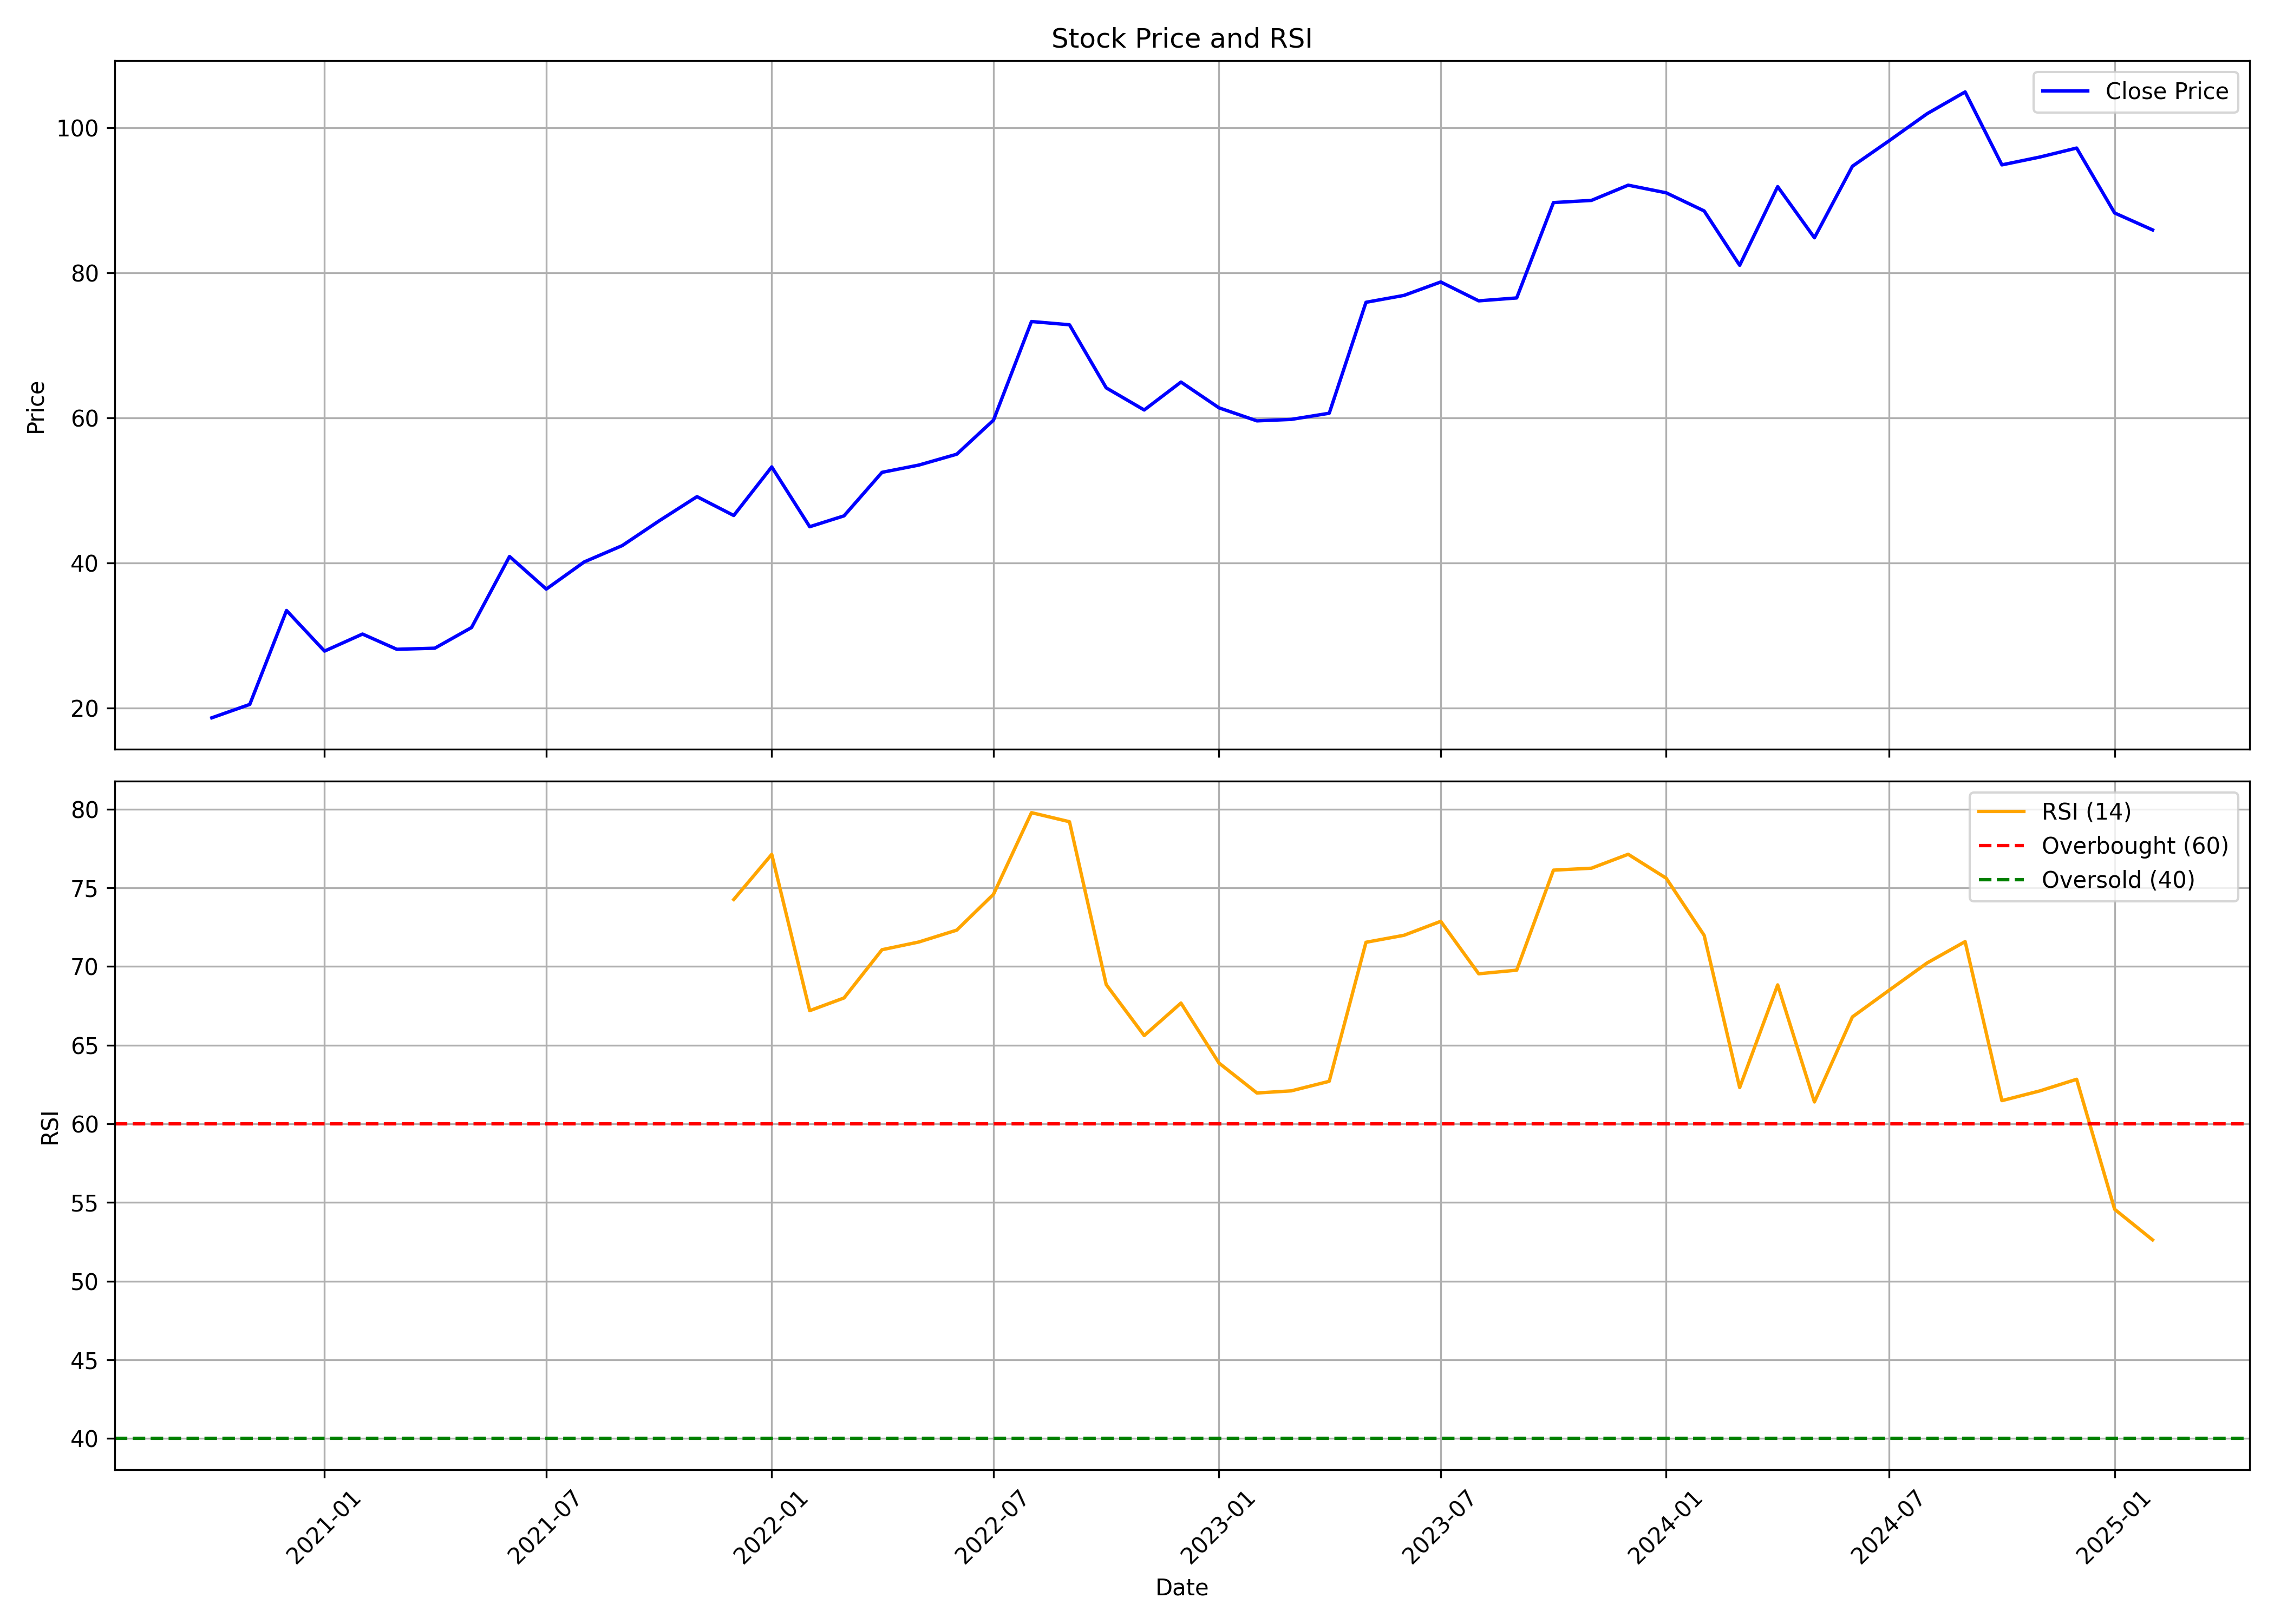 Stock Price and RSI
Close Price
100
80
60
40
20
Price
RSI (14)
Overbought (60)
Oversold (40)
80
75
70
65
60
55
50
45
40
RSI
2021-01
2021-07
2022-01
2022-07
2023-01
2023-07
2024-01
2024-07
2025-01
Date